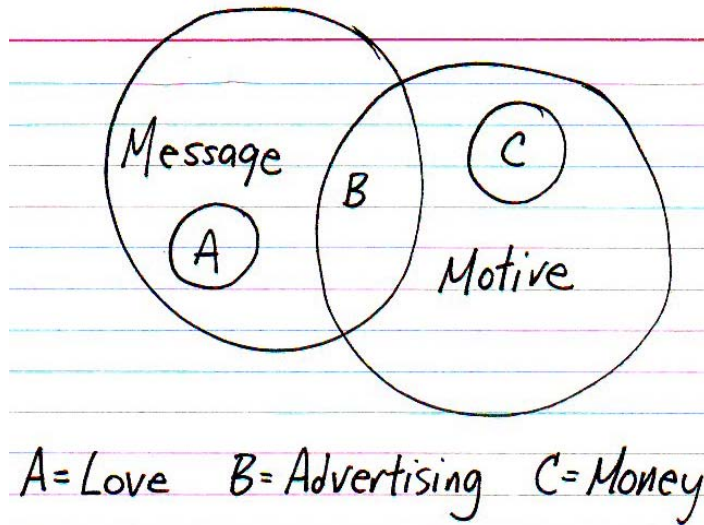 Message
A
B
C
Motive
A=Love B=Advertising C=Money